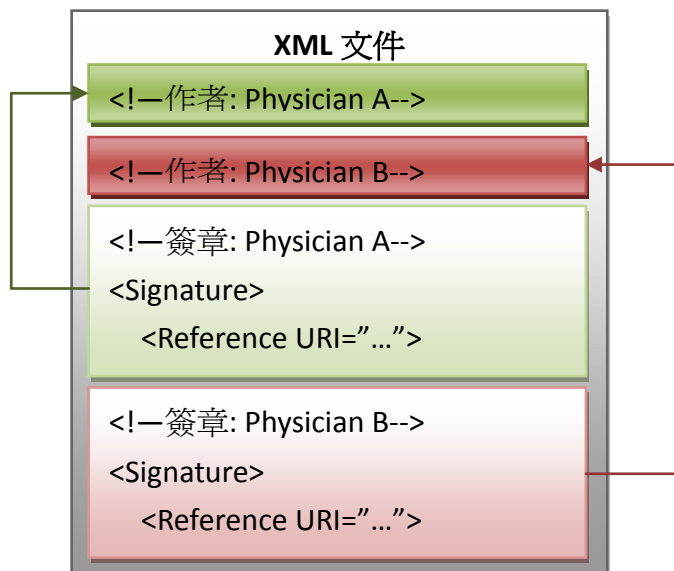 XML 文件
<!—作者: Physician A-->
<!—作者: Physician B-->
<!—簽章: Physician A-->
<Signature>
<Reference URI=”…”>
<!—簽章: Physician B-->
<Signature>
<Reference URI=”…”>